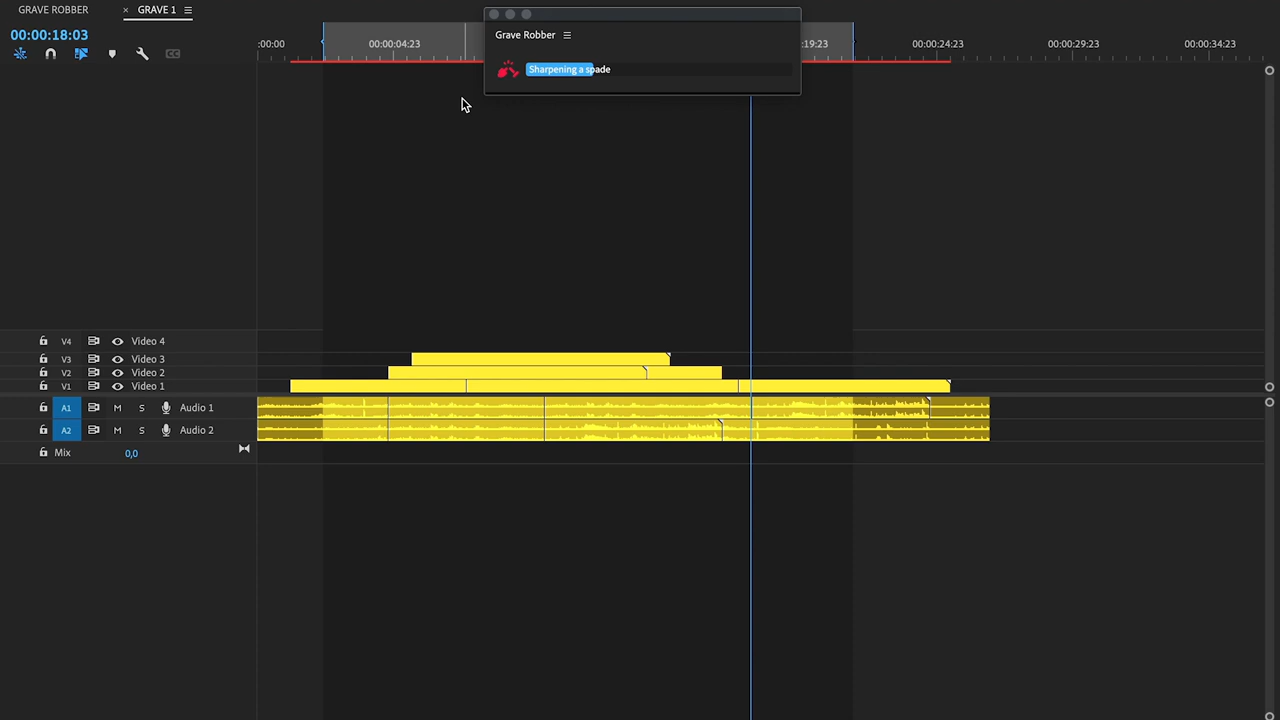 GRAVE ROBBER × GRAVE 1
00:00:18:03
:00:00 00:00:04:23 :19:23 00:00:24:23 00:00:29:23 00:00:34:23
Grave Robber
Sharpening a spade
V4 Video 4
V3 Video 3
V2 Video 2
V1 Video 1
A1 M S Audio 1
A2 M S Audio 2
Mix 0,0